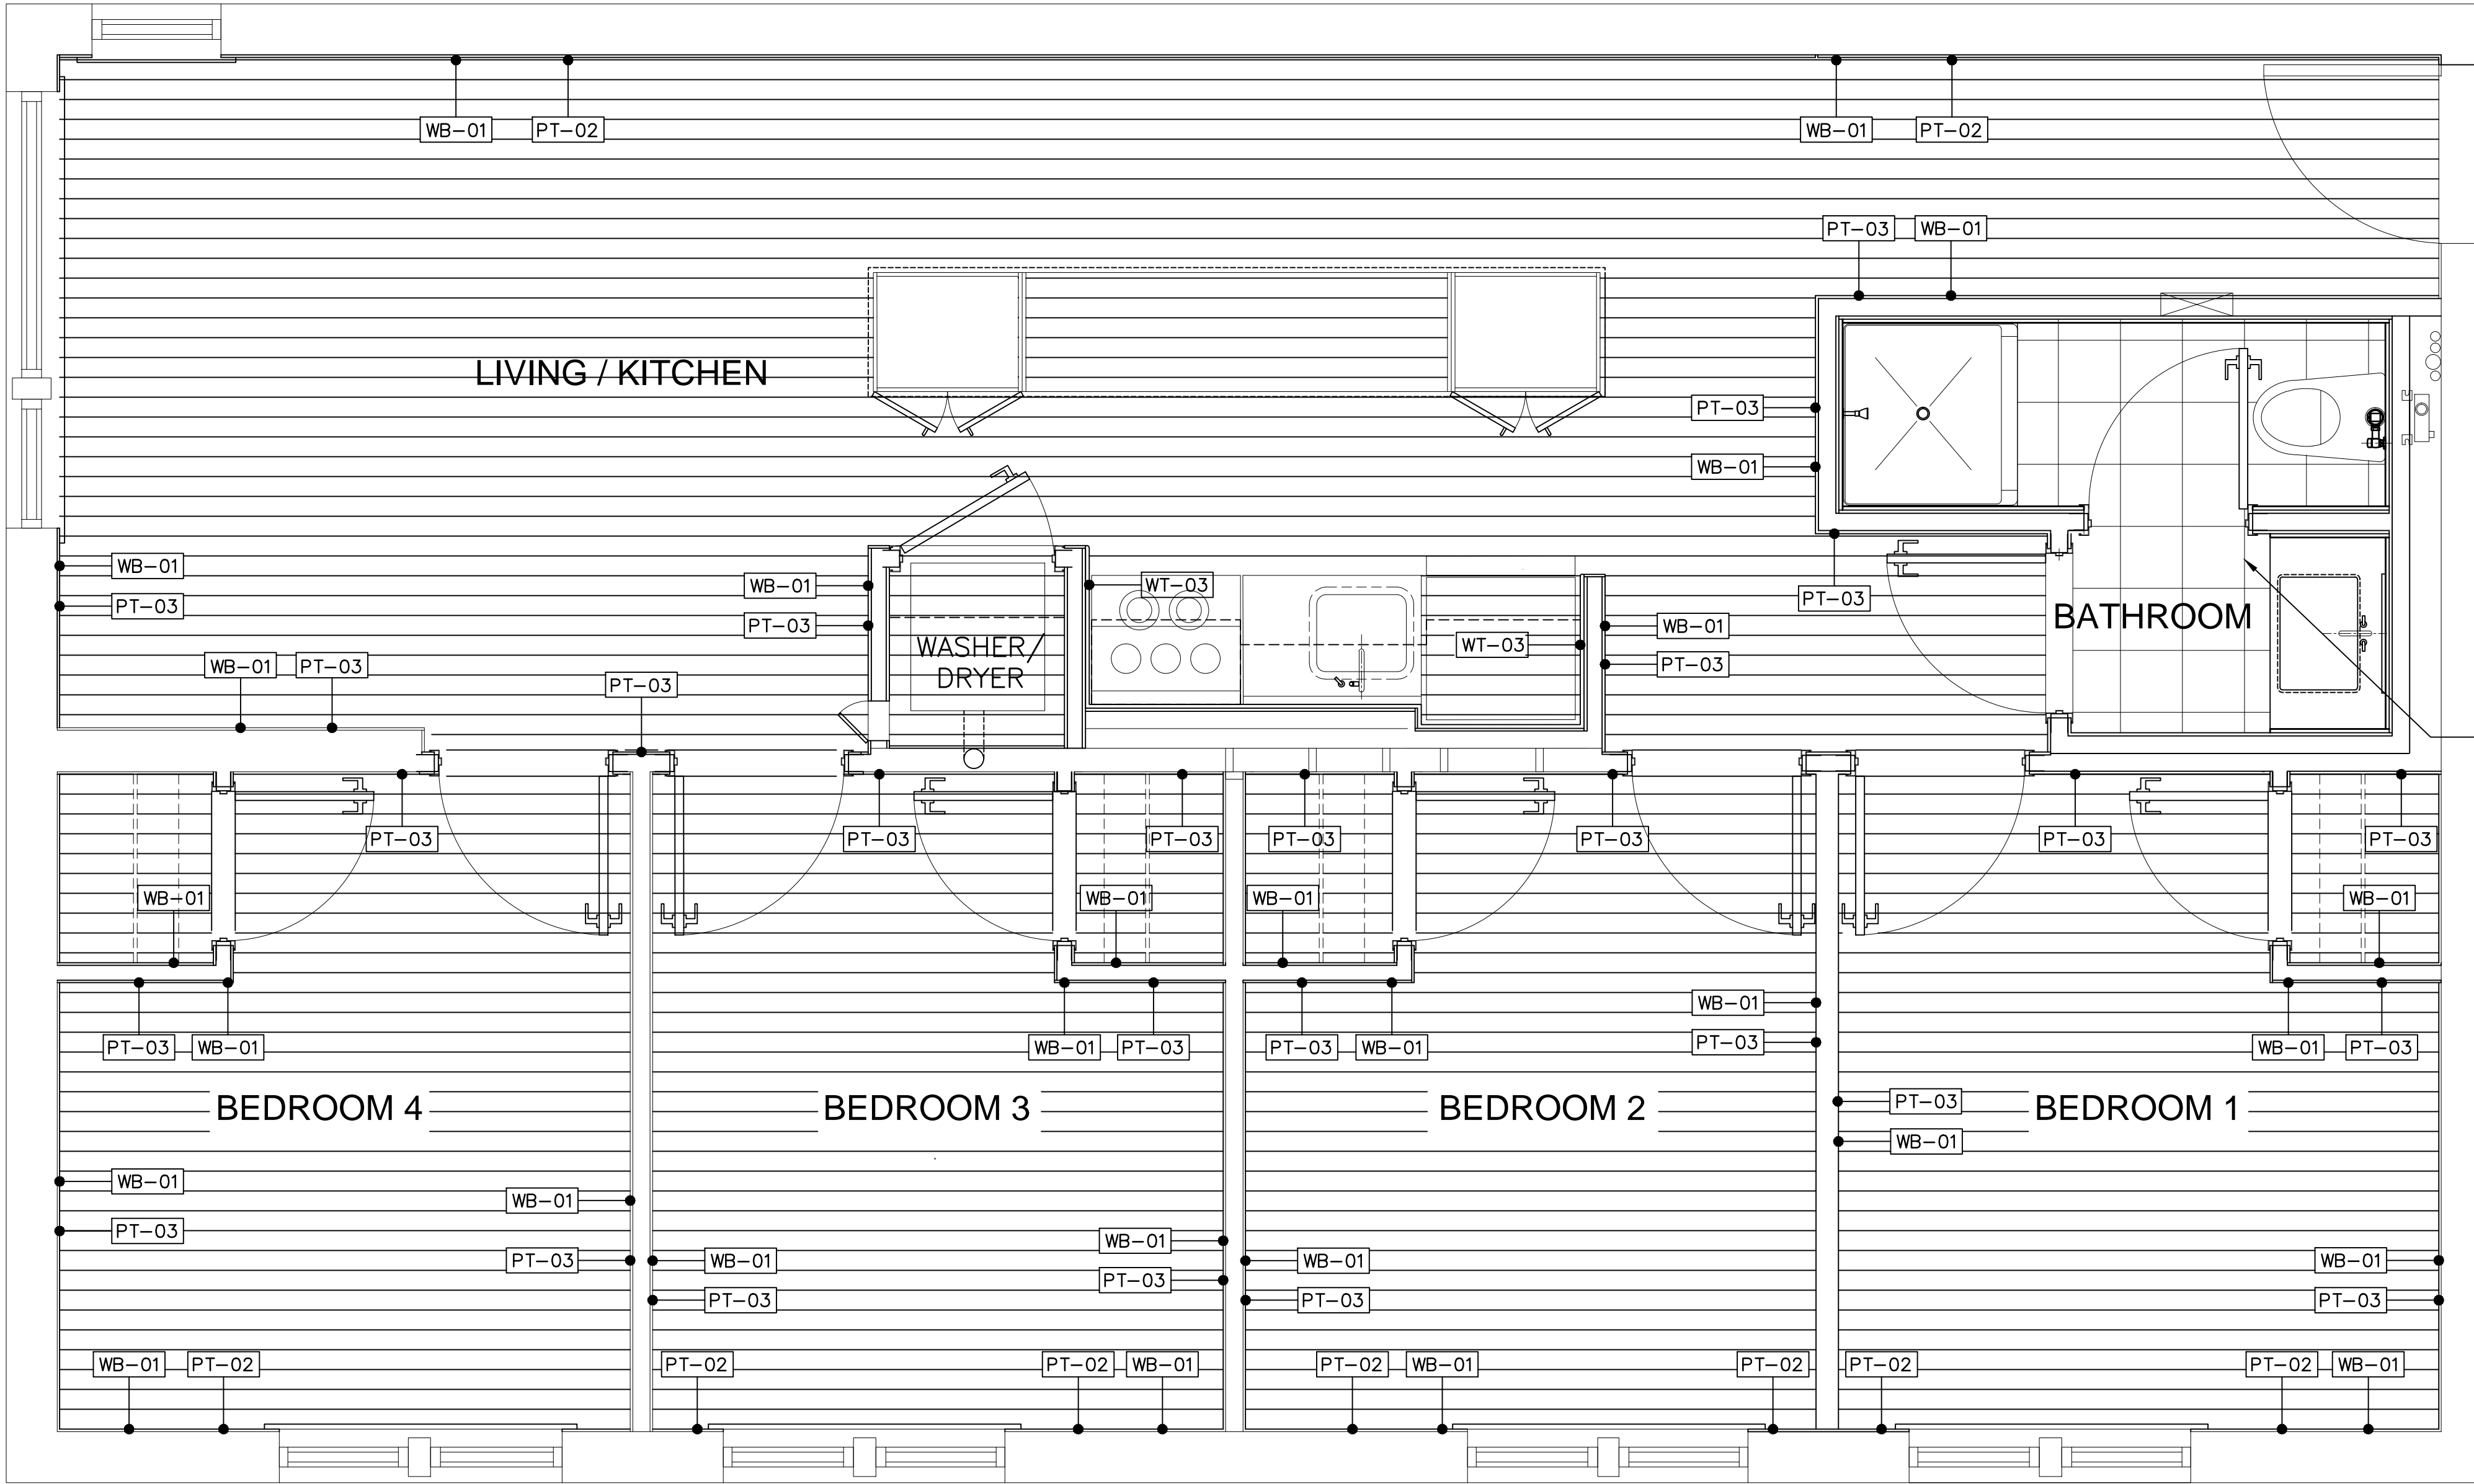 WB-01 PT-02 WB-01 PT-02
PT-03 WB-01
LIVING / KITCHEN
PT-03
WB-01
WB-01
PT-03
WB-01
PT-03
WT-03
WASHER/
DRYER
WT-03
WB-01
PT-03
PT-03
BATHROOM
WB-01 PT-03
PT-03
PT-03 PT-03 PT-03 PT-03 PT-03 PT-03 PT-03
WB-01 WB-01 WB-01 WB-01
PT-03 WB-01 WB-01 PT-03 PT-03 WB-01 WB-01 PT-03
WB-01
PT-03
BEDROOM 4 BEDROOM 3 BEDROOM 2 BEDROOM 1
PT-03
WB-01
WB-01
PT-03
WB-01
PT-03
WB-01
PT-03
WB-01
PT-03
WB-01
PT-03
WB-01
PT-03
WB-01 PT-02 PT-02 PT-02 WB-01 PT-02 WB-01 PT-02 PT-02 PT-02 WB-01